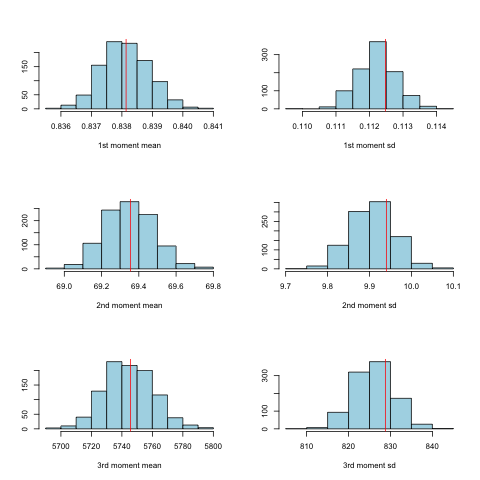 0 50 150
0.836 0.837 0.838 0.839 0.840 0.841
1st moment mean
0 100 300
0.110 0.111 0.112 0.113 0.114
1st moment sd
0 50 100 200
69.0 69.2 69.4 69.6 69.8
2nd moment mean
0 50 150 250
9.7 9.8 9.9 10.0 10.1
2nd moment sd
0 50 150
5700 5720 5740 5760 5780 5800
3rd moment mean
0 100 300
810 820 830 840
3rd moment sd